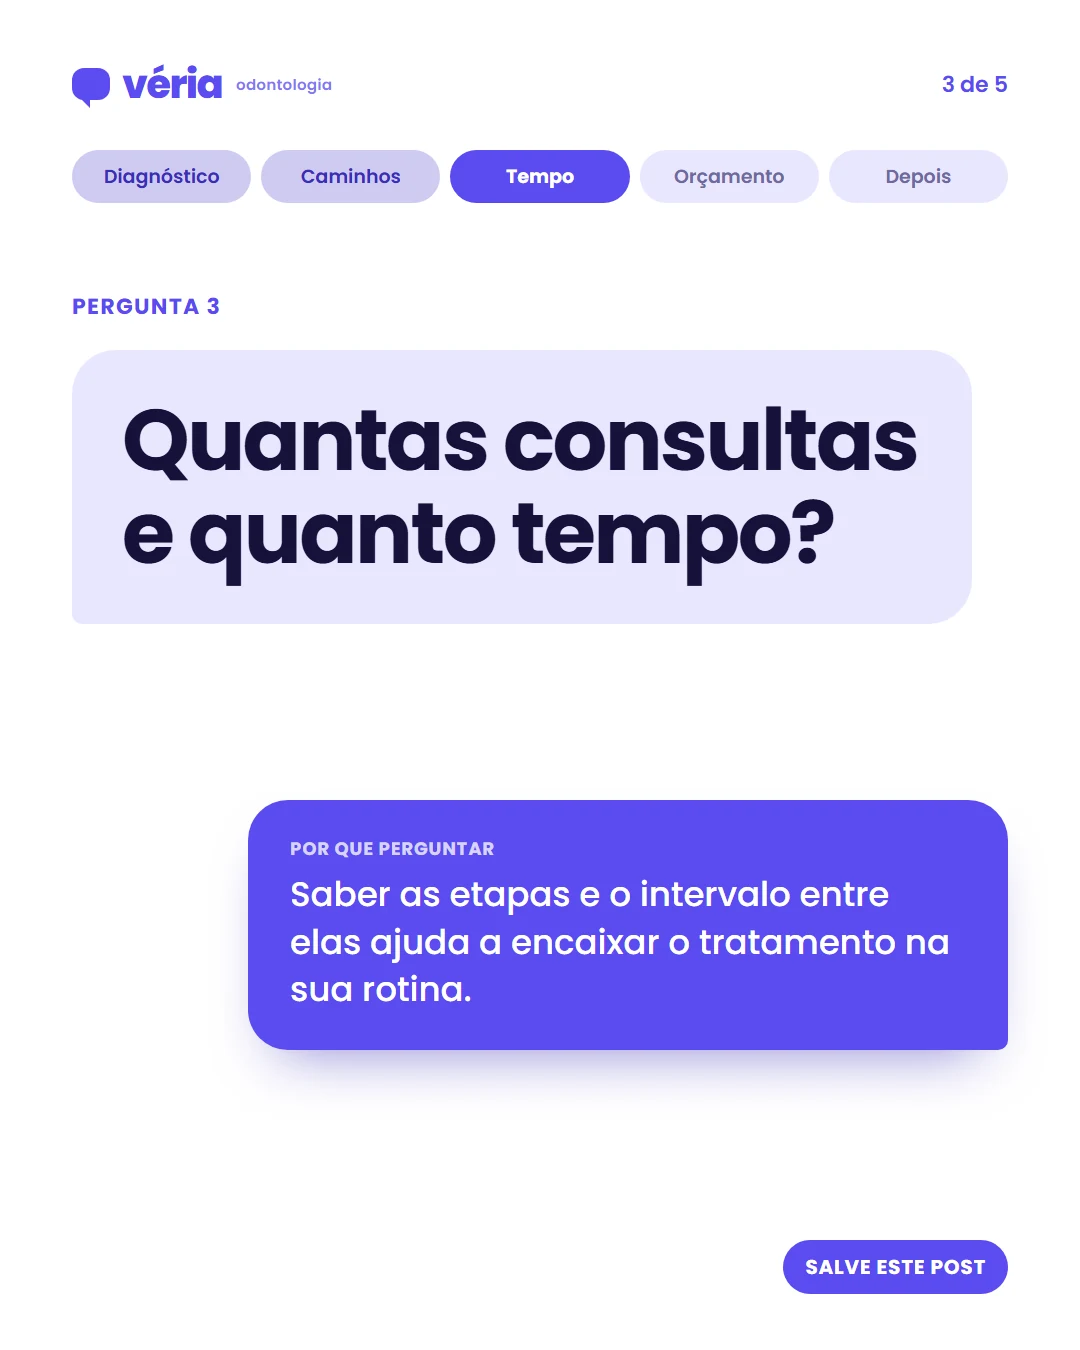 véria odontologia
3 de 5
Diagnóstico Caminhos Tempo Orçamento Depois
PERGUNTA 3
Quantas consultas
e quanto tempo?
POR QUE PERGUNTAR
Saber as etapas e o intervalo entre
elas ajuda a encaixar o tratamento na
sua rotina.
SALVE ESTE POST